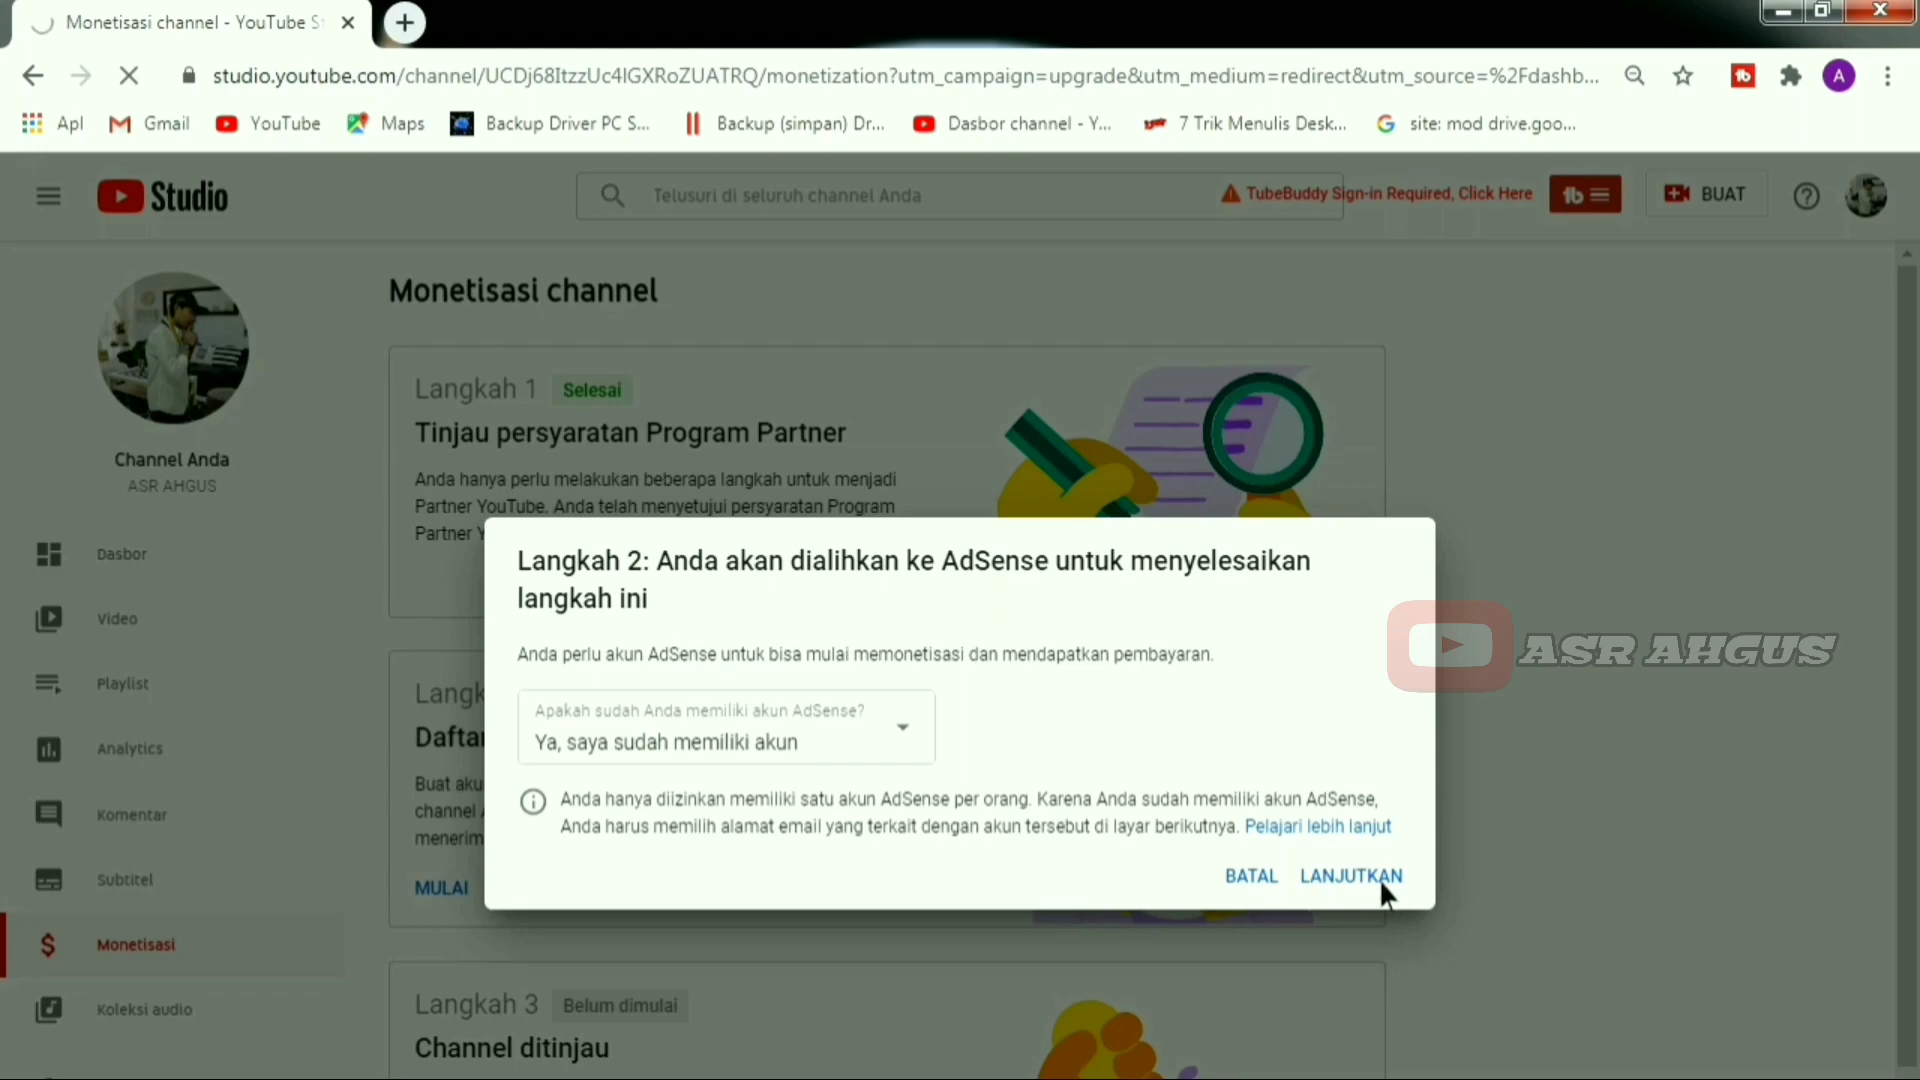 Monetisasi channel - YouTube S
studio.youtube.com/channel/UCDj68ItzzUc4lGXRoZUATRQ/monetization?utm_campaign=upgrade&utm_medium=redirect&utm_source=%2Fdashb...
A
Apl Gmail YouTube Maps Backup Driver PC S... Backup (simpan) Dr... Dasbor channel - Y... 7 Trik Menulis Desk... site: mod drive.goo...
Studio
Telusuri di seluruh channel Anda
TubeBuddy Sign-in Required, Click Here
BUAT
Monetisasi channel
Channel Anda
ASR AHGUS
Dasbor
Video
Playlist
Analytics
Komentar
Subtitel
Monetisasi
Koleksi audio
Langkah 1 Selesai
Tinjau persyaratan Program Partner
Anda hanya perlu melakukan beberapa langkah untuk menjadi
Partner YouTube. Anda telah menyetujui persyaratan Program
Partner Y
Langk
Daftar
Buat aku
channel A
menerim
MULAI
Langkah 2: Anda akan dialihkan ke AdSense untuk menyelesaikan
langkah ini
Anda perlu akun AdSense untuk bisa mulai memonetisasi dan mendapatkan pembayaran.
Apakah sudah Anda memiliki akun AdSense?
Ya, saya sudah memiliki akun
Anda hanya diizinkan memiliki satu akun AdSense per orang. Karena Anda sudah memiliki akun AdSense,
Anda harus memilih alamat email yang terkait dengan akun tersebut di layar berikutnya. Pelajari lebih lanjut
BATAL LANJUTKAN
ASR AHGUS
Langkah 3 Belum dimulai
Channel ditinjau